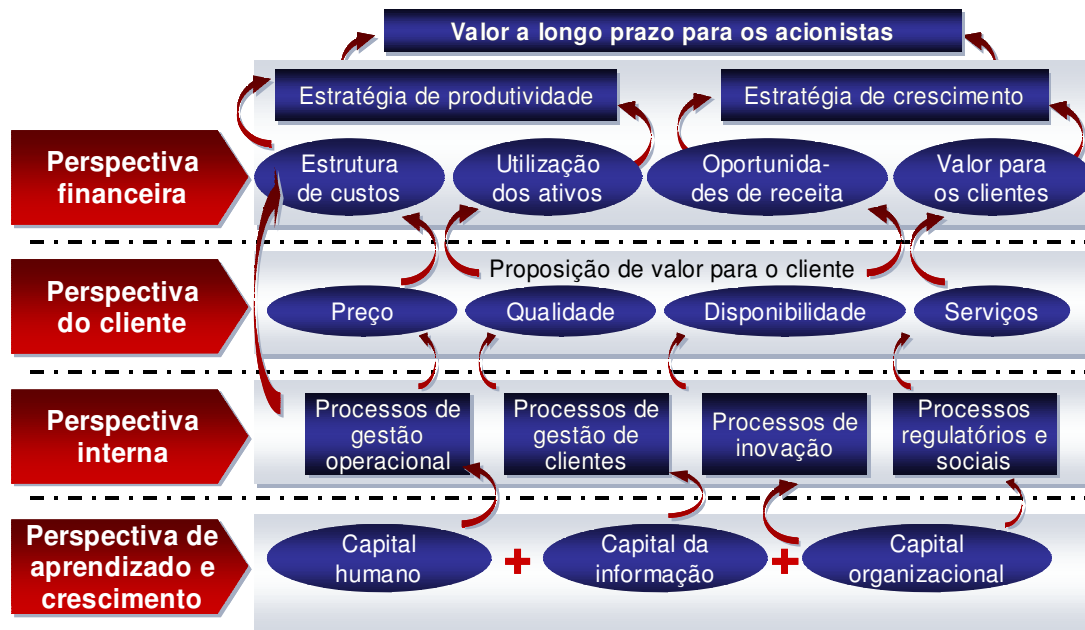 Valor a longo prazo para os acionistas
Estratégia de produtividade
Estratégia de crescimento
Perspectiva
financeira
Estrutura
de custos
Utilização
dos ativos
Oportunida-
des de receita
Valor para
os clientes
Perspectiva
do cliente
Proposição de valor para o cliente
Preço
Qualidade
Disponibilidade
Serviços
Perspectiva
interna
Processos de
gestão
operacional
Processos de
gestão de
clientes
Processos de
inovação
Processos
regulatórios e
sociais
Perspectiva de
aprendizado e
crescimento
Capital
humano
+
Capital da
informação
+
Capital
organizacional